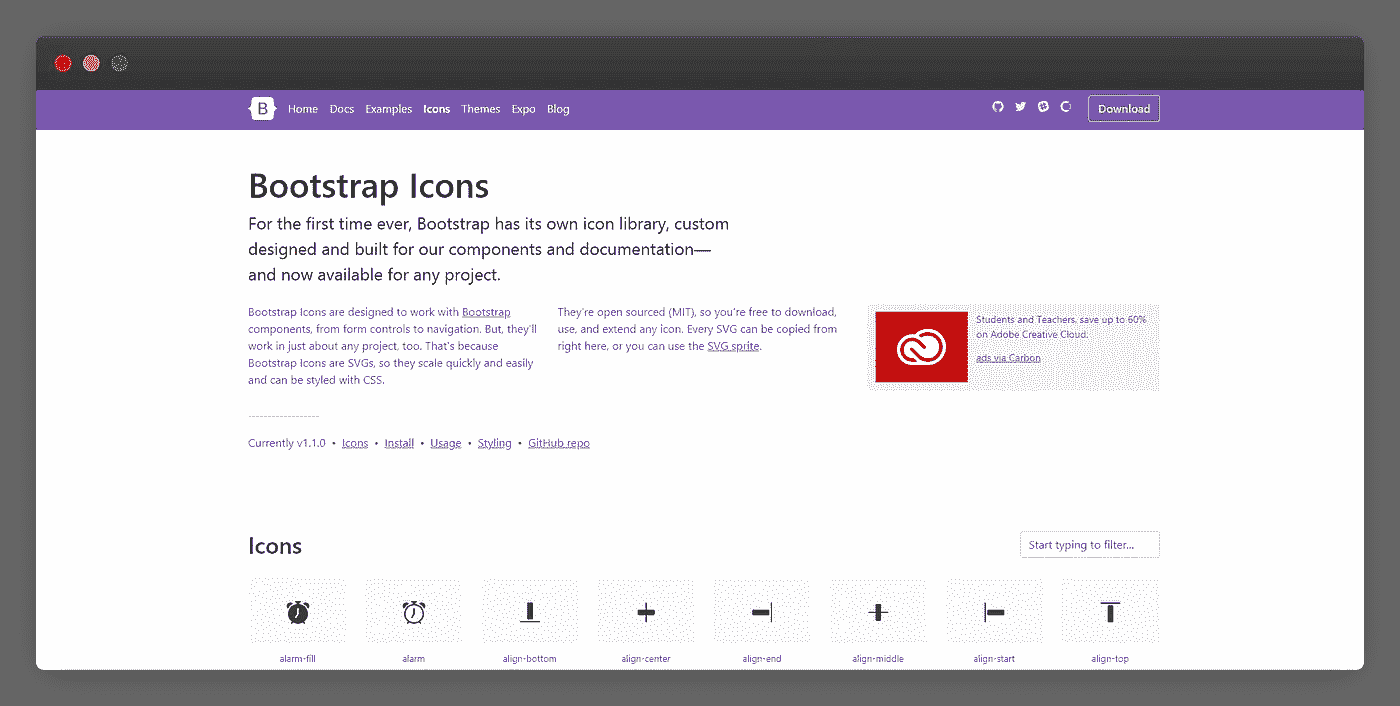 B Home Docs Examples Icons Themes Expo Blog Download
Bootstrap Icons
For the first time ever, Bootstrap has its own icon library, custom
designed and built for our components and documentation—
and now available for any project.
Bootstrap Icons are designed to work with Bootstrap
components, from form controls to navigation. But, they'll
work in just about any project, too. That's because
Bootstrap Icons are SVGs, so they scale quickly and easily
and can be styled with CSS.
They're open sourced (MIT), so you're free to download,
use, and extend any icon. Every SVG can be copied from
right here, or you can use the SVG sprite.
Students and Teachers, save up to 60%
on Adobe Creative Cloud.
ads via Carbon
Currently v1.1.0 • Icons • Install • Usage • Styling • GitHub repo
Icons
Start typing to filter...
alarm-fill alarm align-bottom align-center align-end align-middle align-start align-top